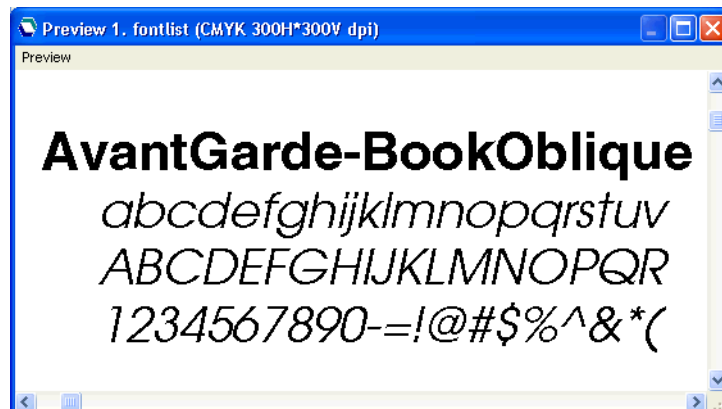 Preview 1. fontlist (CMYK 300H*300V dpi)
Preview
AvantGarde-BookOblique
abcdefghijklmnopqrstuv
ABCDEFGHIJKLMNOPQR
1234567890-=!@#$%^&*(